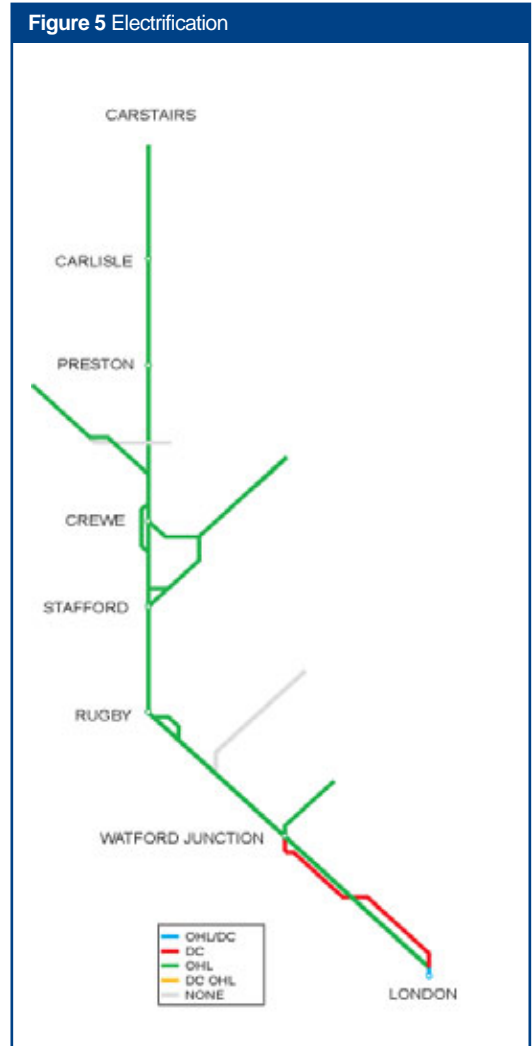 Figure 5 Electrification
CARSTAIRS
CARLISLE
PRESTON
CREWE
STAFFORD
RUGBY
WATFORD JUNCTION
OHL/DC
DC
OHL
DC OHL
NONE
LONDON